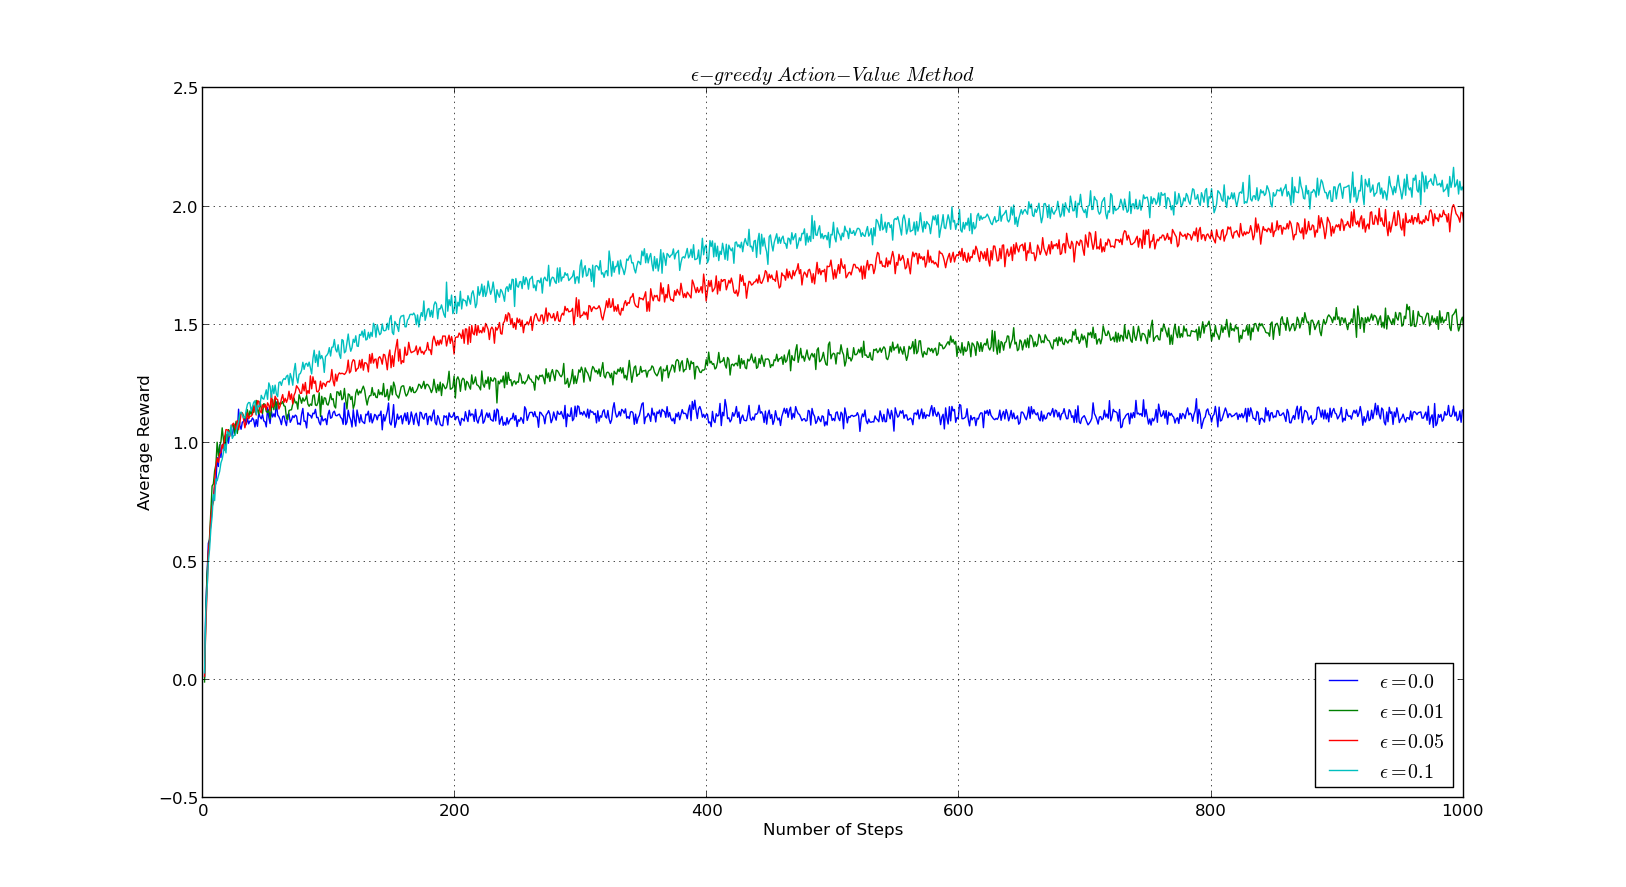 ϵ−greedy Action−Value Method
2.5
2.0
1.5
1.0
0.5
0.0
−0.5
Average Reward
0 200 400 600 800 1000
Number of Steps
ϵ=0.0
ϵ=0.01
ϵ=0.05
ϵ=0.1